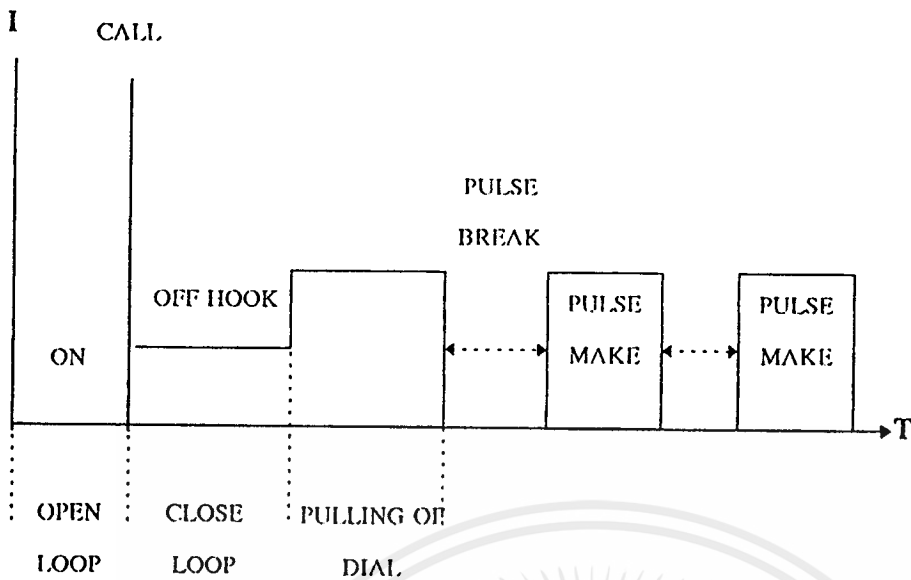 I
CALL
PULSE
BREAK
OFF HOOK
PULSE
MAKE
PULSE
MAKE
ON
T
OPEN
LOOP
CLOSE
LOOP
PULLING OF
DIAL